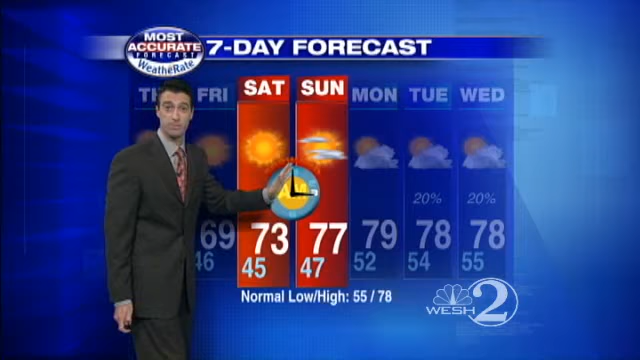 MOST
ACCURATE
FORECAST
WeatheRate
7-DAY FORECAST
FRI SAT SUN MON TUE WED
20% 20%
69 73 77 79 78 78
46 45 47 52 54 55
Normal Low/High: 55 / 78
WESH 2